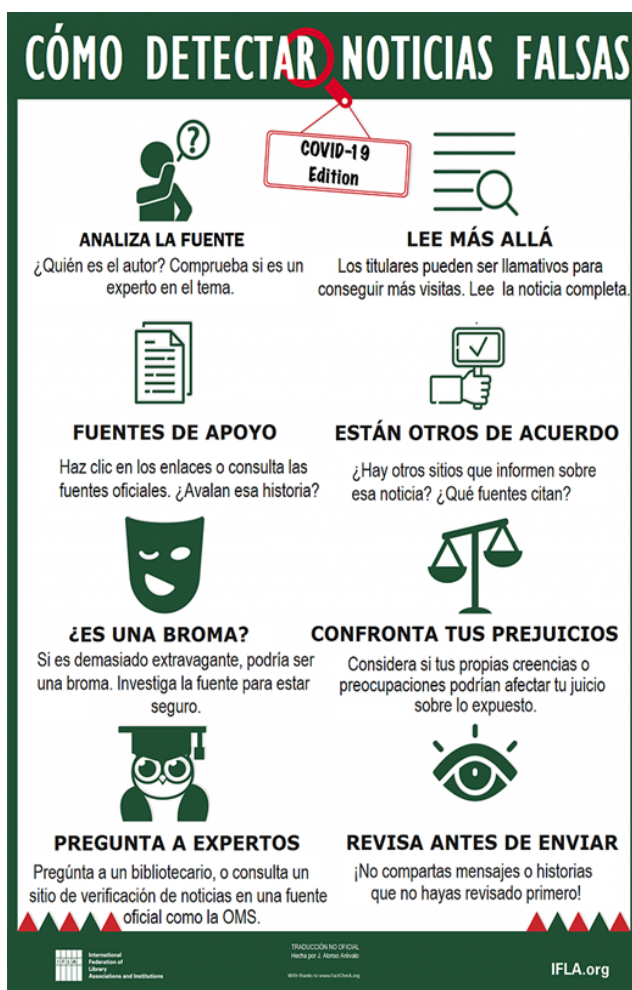 CÓMO DETECTAR NOTICIAS FALSAS
COVID-19
Edition
?
ANALIZA LA FUENTE
¿Quién es el autor? Comprueba si es un
experto en el tema.
LEE MÁS ALLÁ
Los titulares pueden ser llamativos para
conseguir más visitas. Lee la noticia completa.
FUENTES DE APOYO
Haz clic en los enlaces o consulta las
fuentes oficiales. ¿Avalan esa historia?
ESTÁN OTROS DE ACUERDO
¿Hay otros sitios que informen sobre
esa noticia? ¿Qué fuentes citan?
¿ES UNA BROMA?
Si es demasiado extravagante, podría ser
una broma. Investiga la fuente para estar
seguro.
CONFRONTA TUS PREJUICIOS
Considera si tus propias creencias o
preocupaciones podrían afectar tu juicio
sobre lo expuesto.
PREGUNTA A EXPERTOS
Pregúnta a un bibliotecario, o consulta un
sitio de verificación de noticias en una fuente
oficial como la OMS.
REVISA ANTES DE ENVIAR
¡No compartas mensajes o historias
que no hayas revisado primero!
IFLA
International
Federation of
Library
Associations and Institutions
TRADUCCIÓN NO OFICIAL
Hecha por J. Alonso Arévalo
With thanks to www.FactCheck.org
IFLA.org